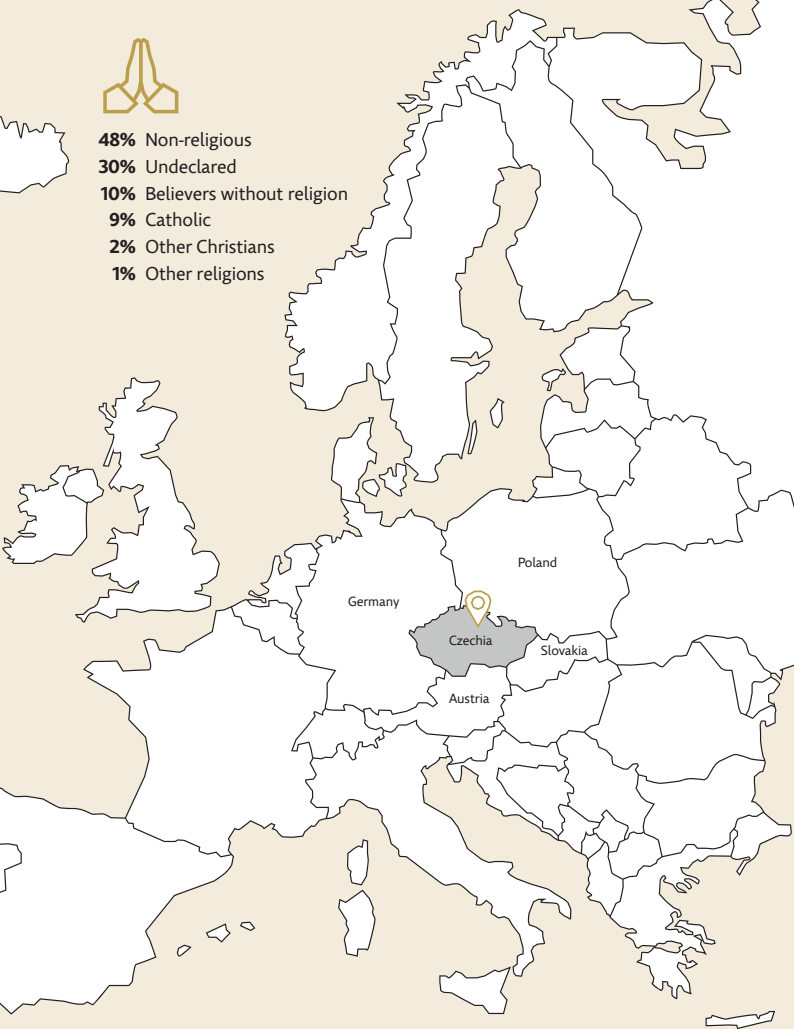 48% Non-religious
30% Undeclared
10% Believers without religion
9% Catholic
2% Other Christians
1% Other religions
Poland
Germany
Czechia
Slovakia
Austria